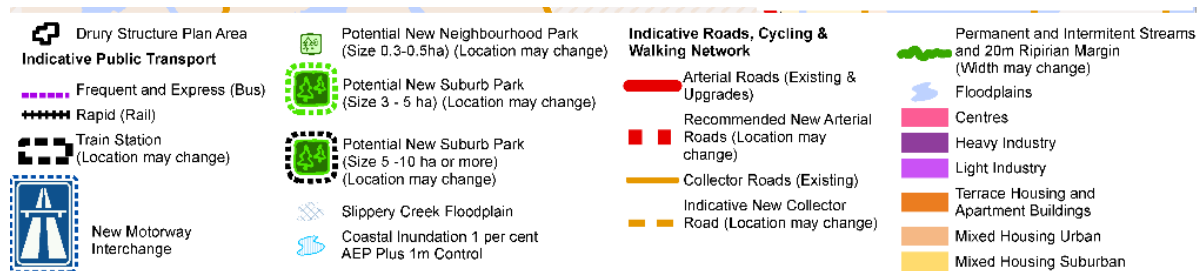 Drury Structure Plan Area
Indicative Public Transport
Frequent and Express (Bus)
Rapid (Rail)
Train Station
(Location may change)
New Motorway
Interchange
Potential New Neighbourhood Park
(Size 0.3-0.5ha) (Location may change)
Potential New Suburb Park
(Size 3 - 5 ha) (Location may change)
Potential New Suburb Park
(Size 5 -10 ha or more)
(Location may change)
Slippery Creek Floodplain
Coastal Inundation 1 per cent
AEP Plus 1m Control
Indicative Roads, Cycling &
Walking Network
Arterial Roads (Existing &
Upgrades)
Recommended New Arterial
Roads (Location may
change)
Collector Roads (Existing)
Indicative New Collector
Road (Location may change)
Permanent and Intermitent Streams
and 20m Ripirian Margin
(Width may change)
Floodplains
Centres
Heavy Industry
Light Industry
Terrace Housing and
Apartment Buildings
Mixed Housing Urban
Mixed Housing Suburban